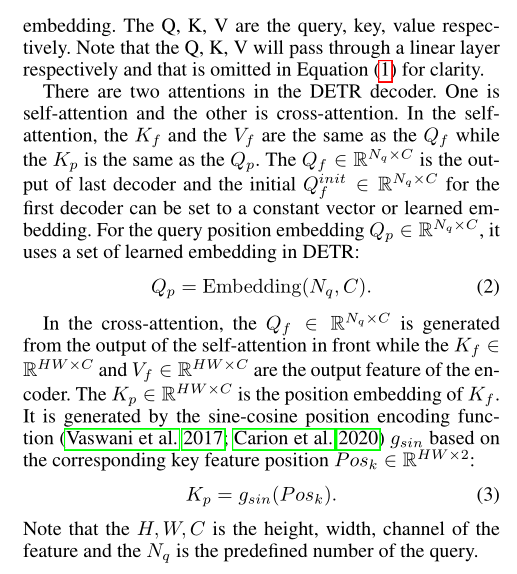 embedding. The Q, K, V are the query, key, value respec-
tively. Note that the Q, K, V will pass through a linear layer
respectively and that is omitted in Equation (1) for clarity.
There are two attentions in the DETR decoder. One is
self-attention and the other is cross-attention. In the self-
attention, the $K_f$ and the $V_f$ are the same as the $Q_f$ while
the $K_p$ is the same as the $Q_p$. The $Q_f \in \mathbb{R}^{N_q \times C}$ is the out-
put of last decoder and the initial $Q_f^{init} \in \mathbb{R}^{N_q \times C}$ for the
first decoder can be set to a constant vector or learned em-
bedding. For the query position embedding $Q_p \in \mathbb{R}^{N_q \times C}$, it
uses a set of learned embedding in DETR:
$Q_p = \mathrm{Embedding}(N_q, C).$ (2)
In the cross-attention, the $Q_f \in \mathbb{R}^{N_q \times C}$ is generated
from the output of the self-attention in front while the $K_f \in$
$\mathbb{R}^{HW \times C}$ and $V_f \in \mathbb{R}^{HW \times C}$ are the output feature of the en-
coder. The $K_p \in \mathbb{R}^{HW \times C}$ is the position embedding of $K_f$.
It is generated by the sine-cosine position encoding func-
tion (Vaswani et al. 2017; Carion et al. 2020) $g_{sin}$ based on
the corresponding key feature position $Pos_k \in \mathbb{R}^{HW \times 2}$:
$K_p = g_{sin}(Pos_k).$ (3)
Note that the $H, W, C$ is the height, width, channel of the
feature and the $N_q$ is the predefined number of the query.